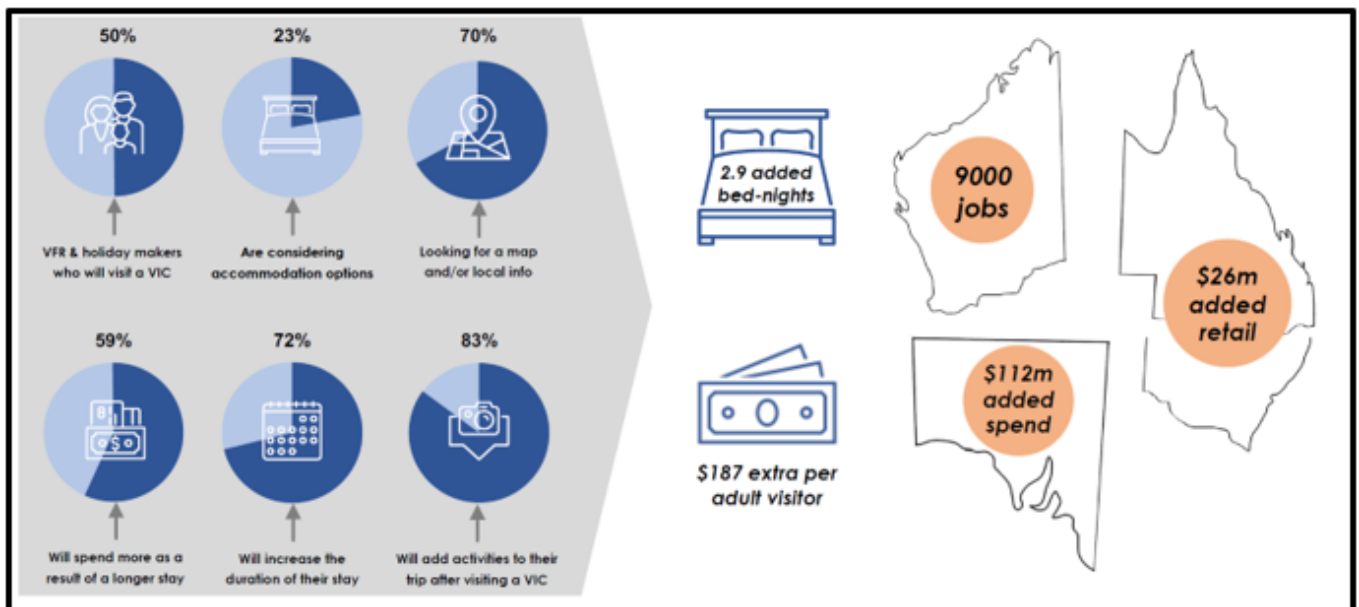 50%
23%
70%
VFR & holiday makers
who will visit a VIC
Are considering
accommodation options
Looking for a map
and/or local info
59%
72%
83%
Will spend more as a
result of a longer stay
Will increase the
duration of their stay
Will add activities to their
trip after visiting a VIC
2.9 added
bed-nights
$187 extra per
adult visitor
9000
jobs
$112m
added
spend
$26m
added
retail